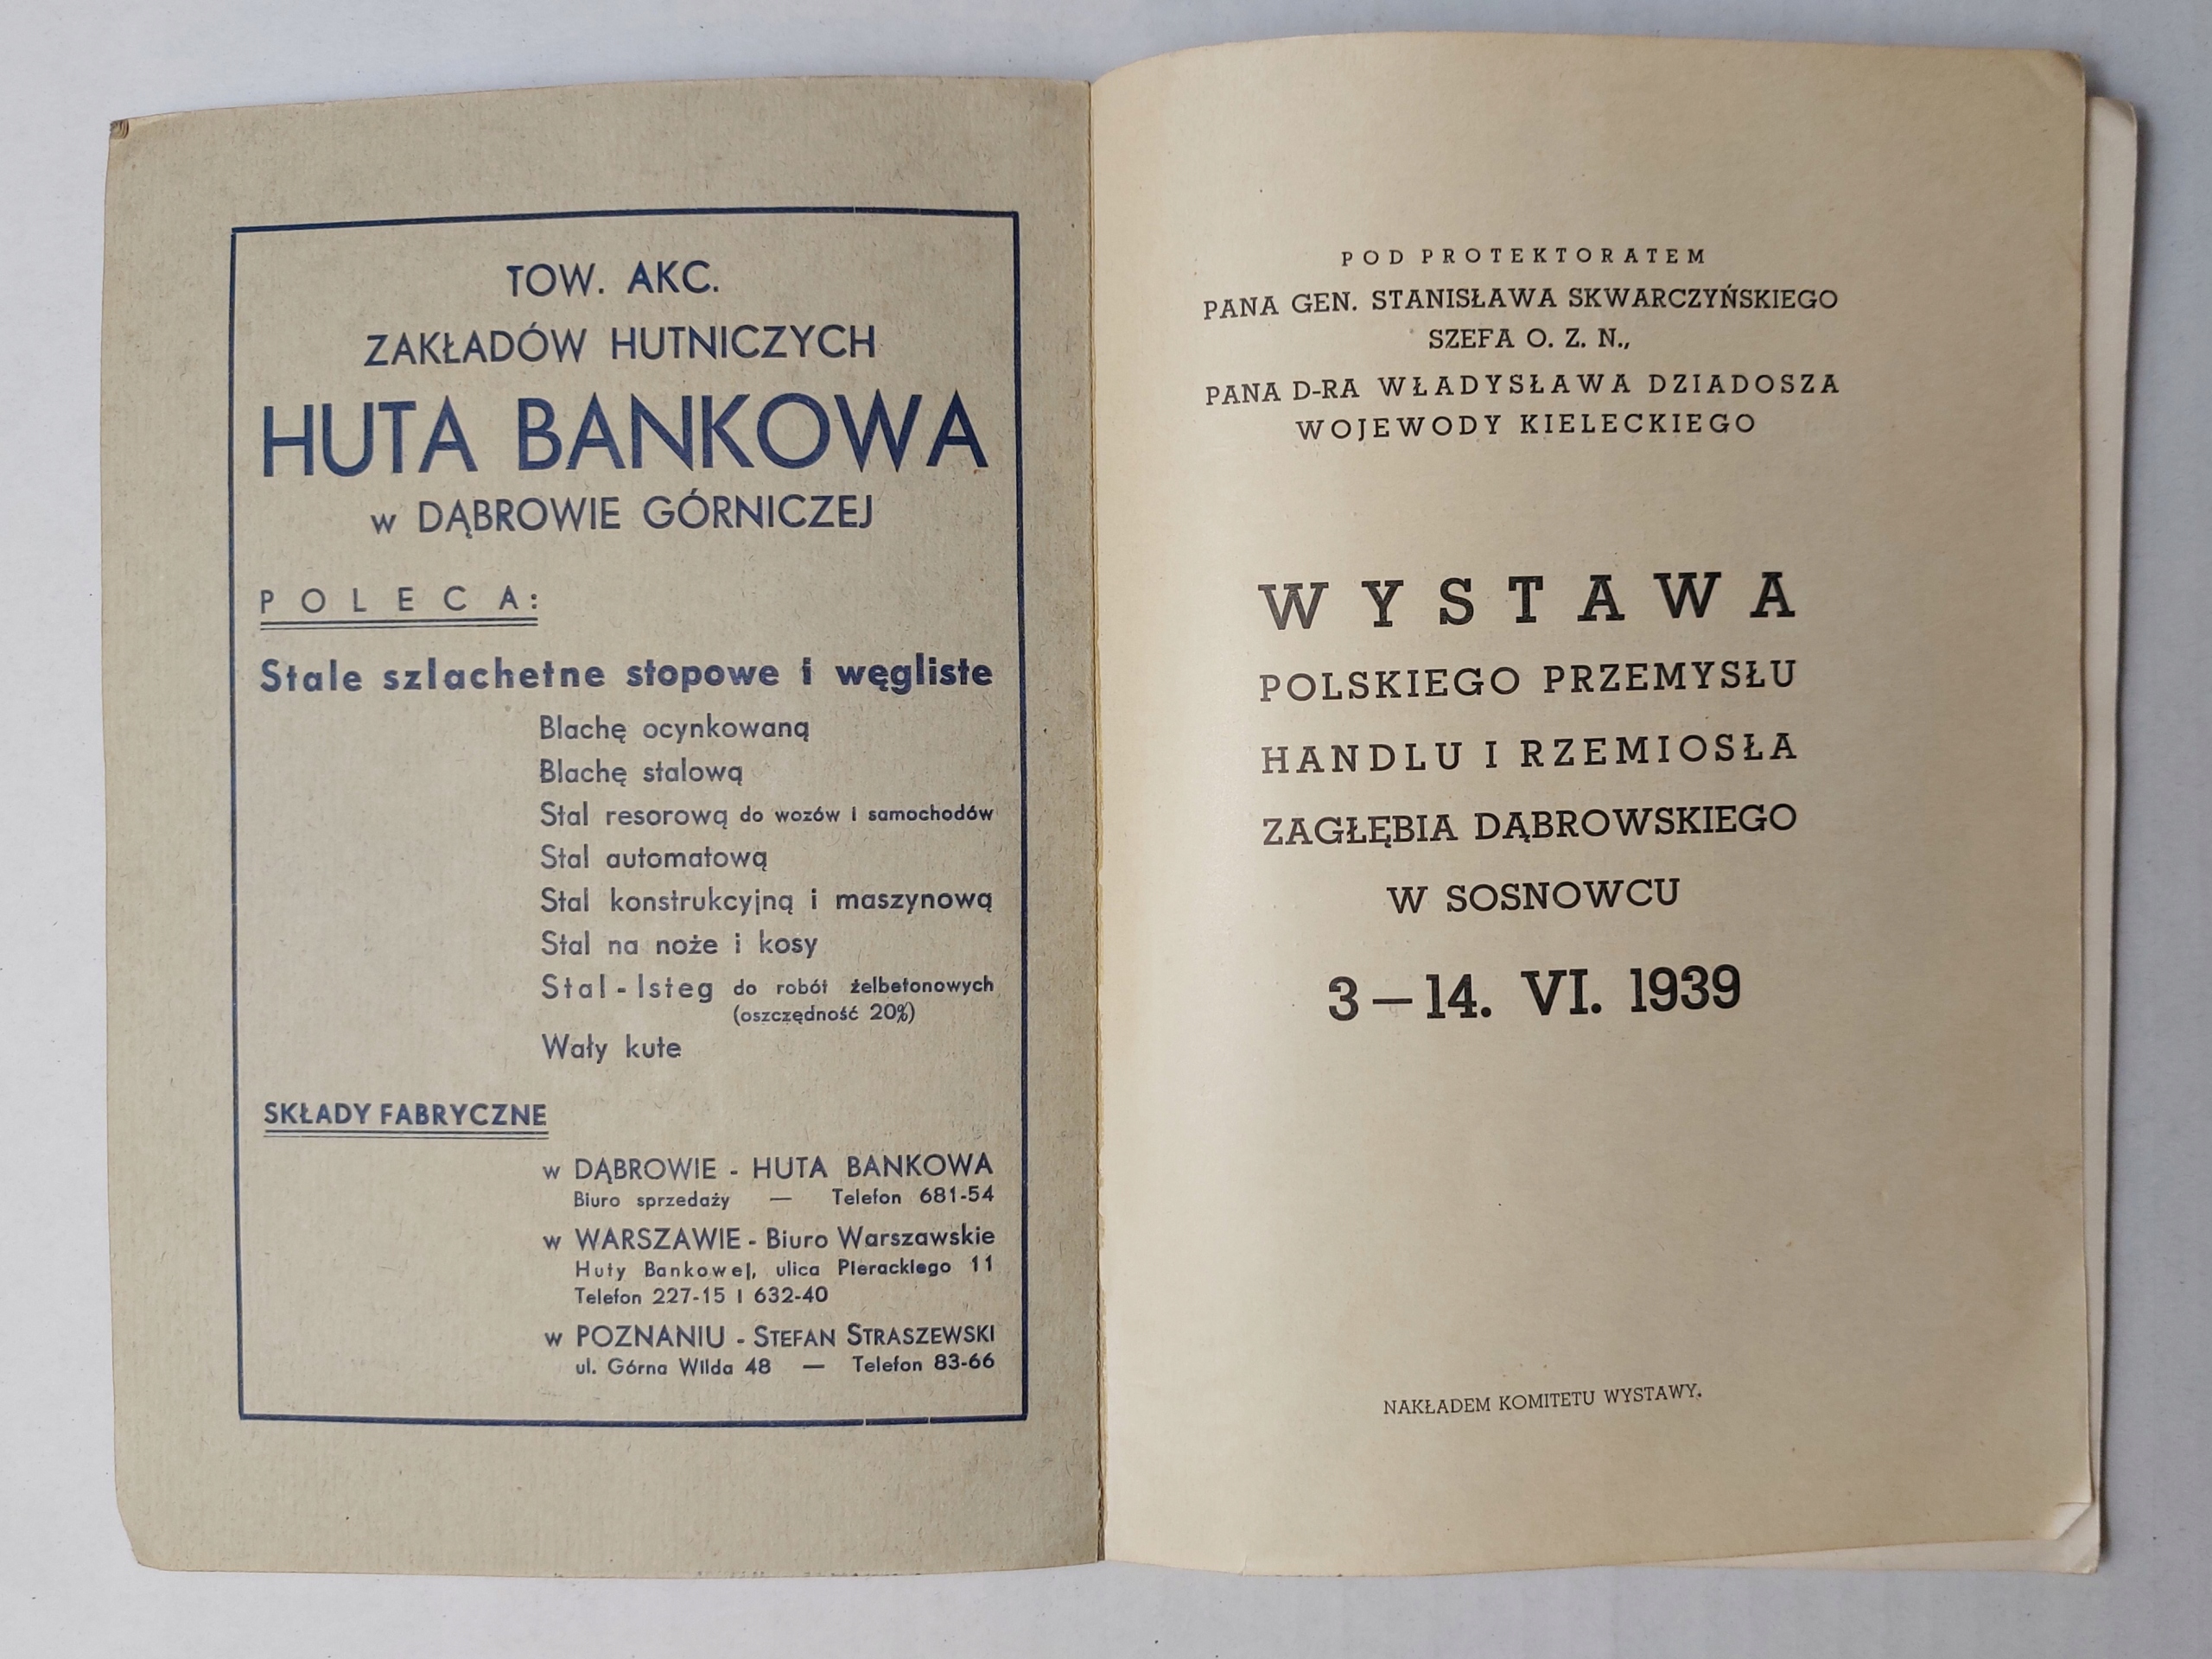 TOW. AKC.
ZAKŁADÓW HUTNICZYCH
HUTA BANKOWA
w DĄBROWIE GÓRNICZEJ
POLECA:
Stale szlachetne stopowe i węgliste
Blachę ocynkowaną
Blachę stalową
Stal resorową do wozów i samochodów
Stal automatową
Stal konstrukcyjną i maszynową
Stal na noże i kosy
Stal-Isteg do robót żelbetonowych
(oszczędność 20%)
Wały kute
SKŁADY FABRYCZNE
w DĄBROWIE - HUTA BANKOWA
Biuro sprzedaży — Telefon 681-54
w WARSZAWIE - Biuro Warszawskie
Huty Bankowej, ulica Pierackiego 11
Telefon 227-15 i 632-40
w POZNANIU - STEFAN STRASZEWSKI
ul. Górna Wilda 48 — Telefon 83-66
POD PROTEKTORATEM
PANA GEN. STANISŁAWA SKWARCZYŃSKIEGO
SZEFA O. Z. N.,
PANA D-RA WŁADYSŁAWA DZIADOSZA
WOJEWODY KIELECKIEGO
WYSTAWA
POLSKIEGO PRZEMYSŁU
HANDLU I RZEMIOSŁA
ZAGŁĘBIA DĄBROWSKIEGO
W SOSNOWCU
3—14. VI. 1939
NAKŁADEM KOMITETU WYSTAWY.